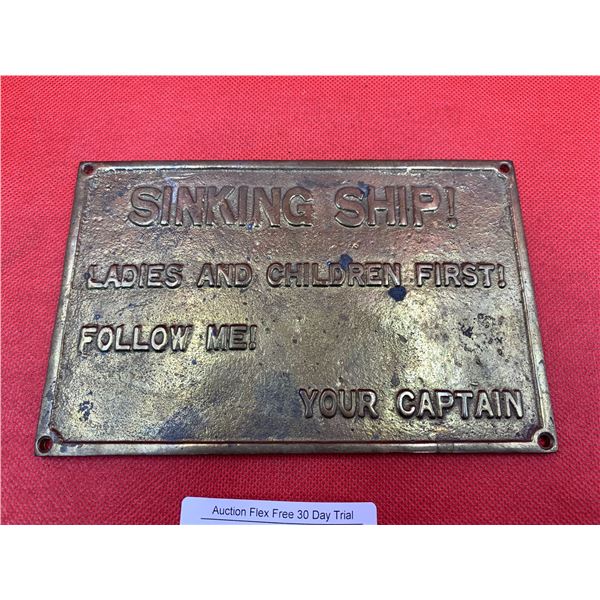 SINKING SHIP!
LADIES AND CHILDREN FIRST!
FOLLOW ME!
YOUR CAPTAIN
Auction Flex Free 30 Day Trial